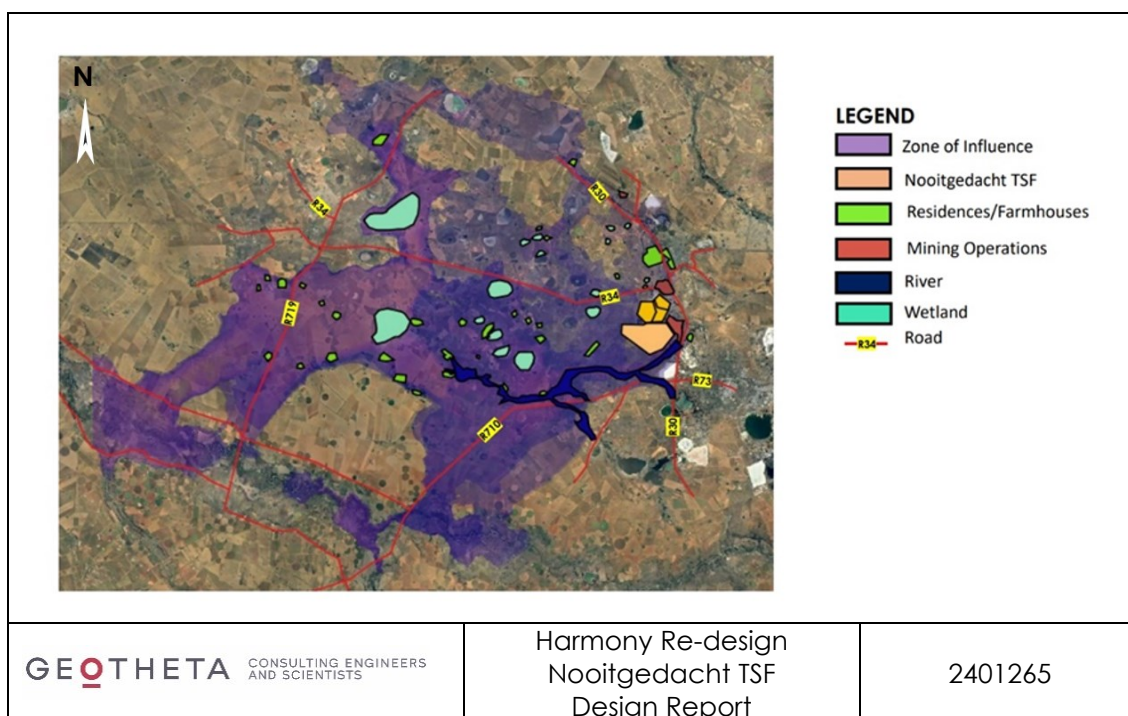 N
R34
R30
R719
R34
R73
R710
R30
LEGEND
Zone of Influence
Nooitgedacht TSF
Residences/Farmhouses
Mining Operations
River
Wetland
R34 Road
GEOTHETA CONSULTING ENGINEERS
AND SCIENTISTS
Harmony Re-design
Nooitgedacht TSF
Design Report
2401265